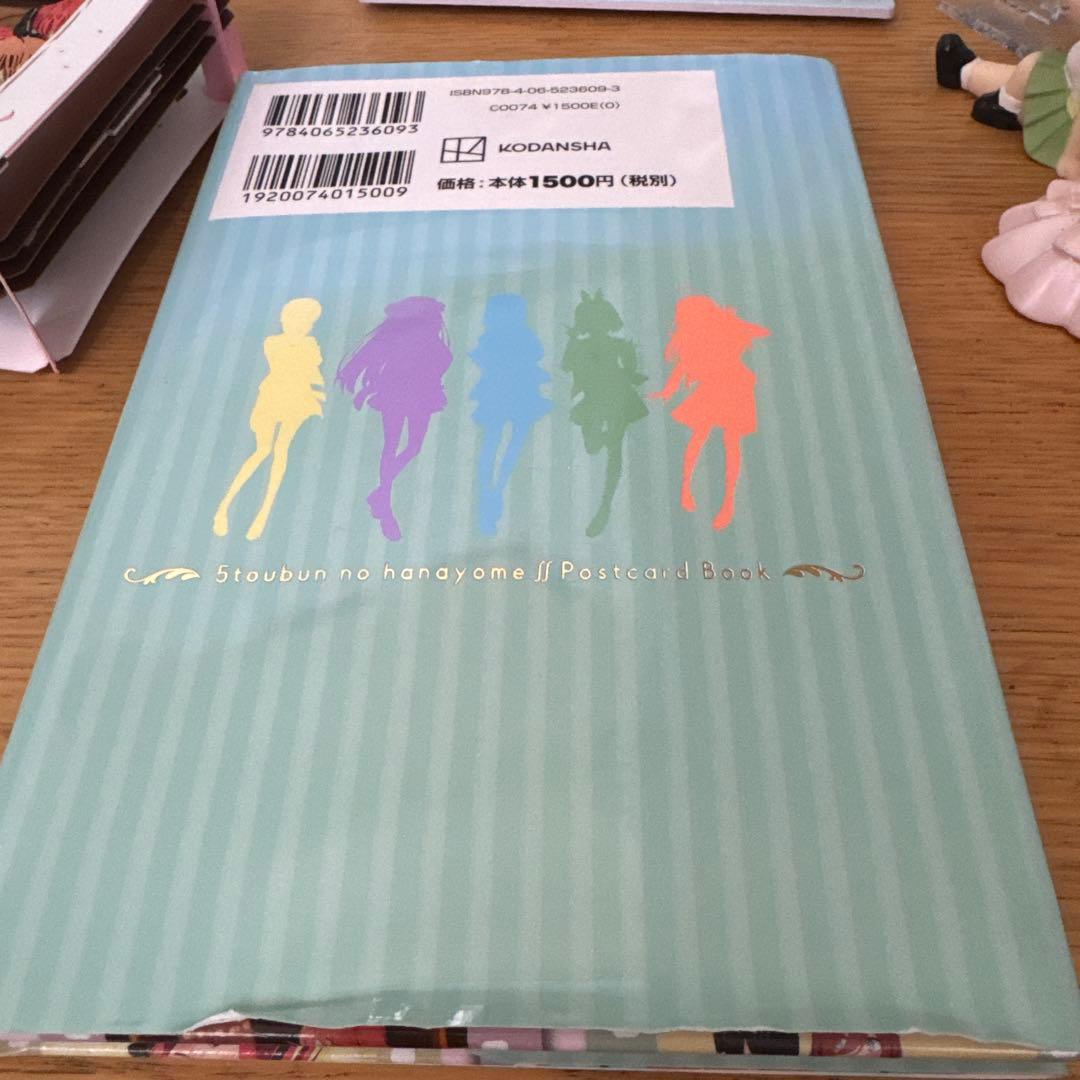 ISBN978-4-06-523609-3
C0074 ¥1500E(0)
9784065236093
KODANSHA
価格：本体1500円（税別）
1920074015009
5toubun no hanayome ∬ Postcard Book